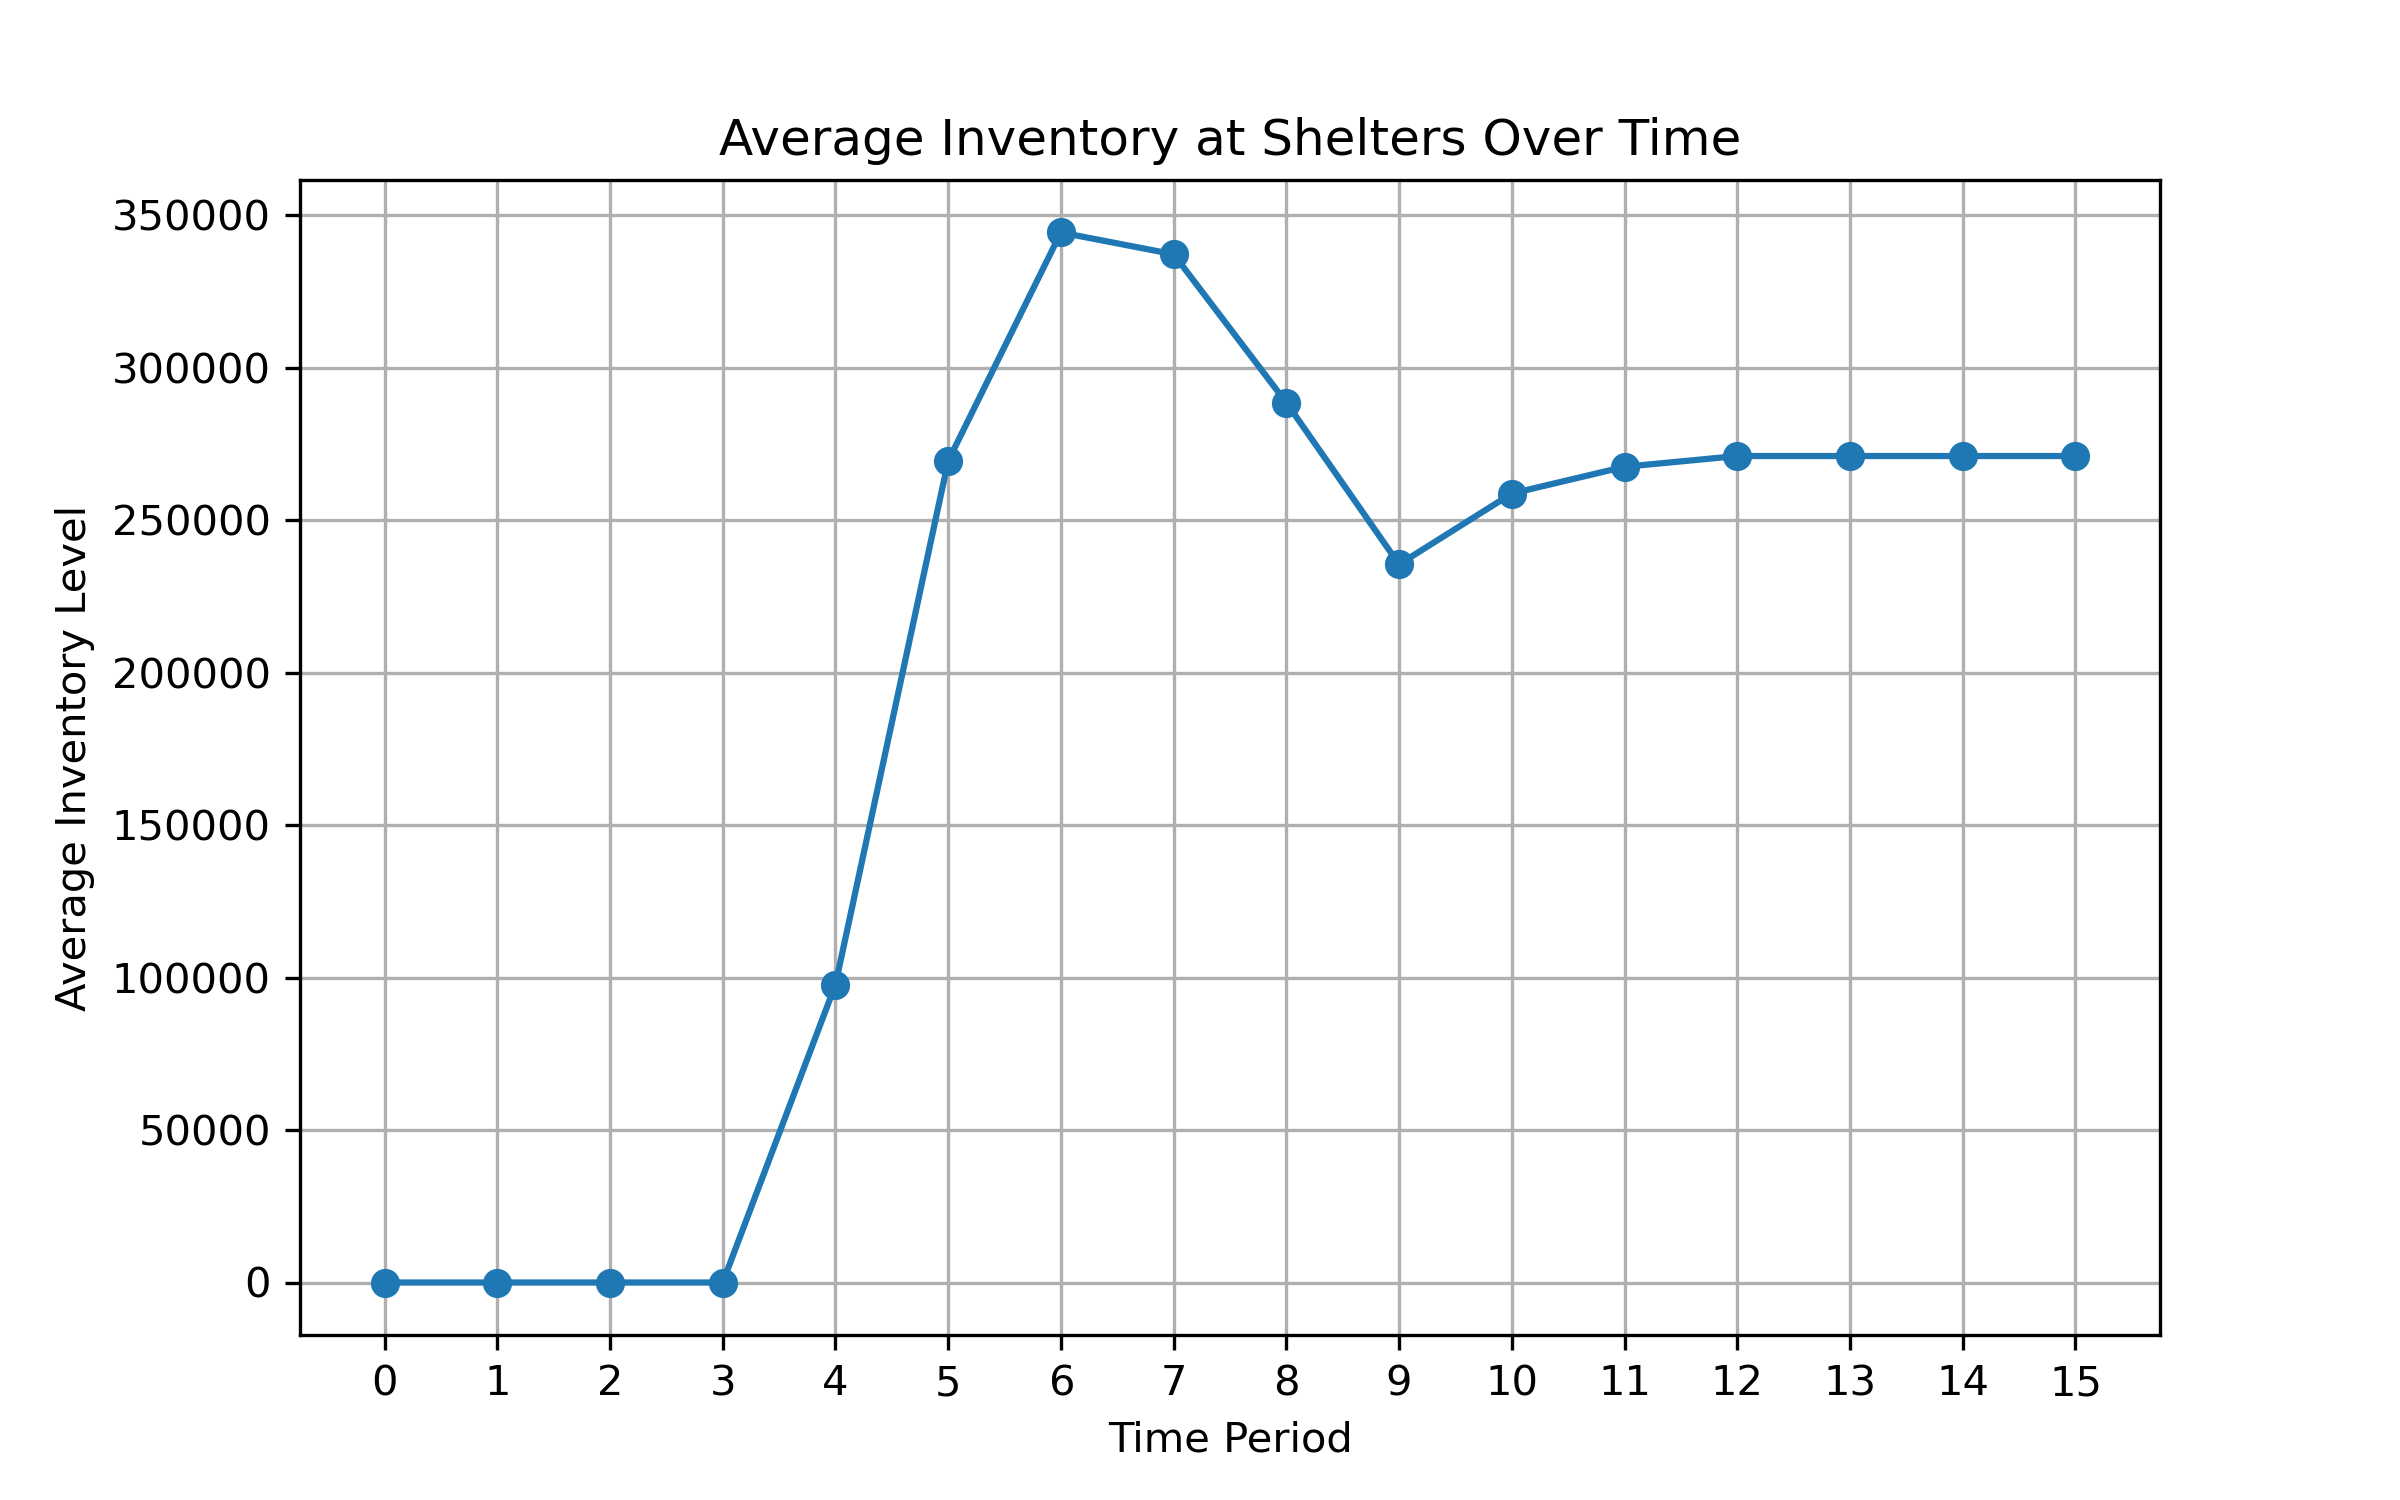 Average Inventory at Shelters Over Time
Average Inventory Level
350000
300000
250000
200000
150000
100000
50000
0
0 1 2 3 4 5 6 7 8 9 10 11 12 13 14 15
Time Period